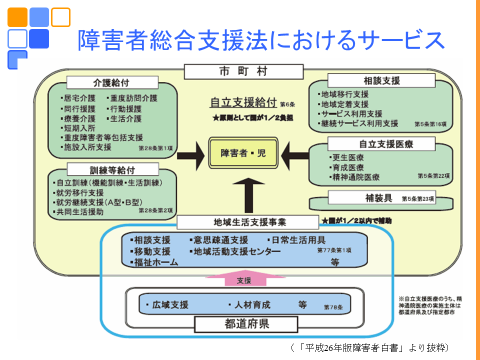 障害者総合支援法におけるサービス
市 町 村
介護給付
・居宅介護　・重度訪問介護
・同行援護　・行動援護
・療養介護　・生活介護
・短期入所
・重度障害者等包括支援
・施設入所支援　第28条第1項
訓練等給付
・自立訓練(機能訓練・生活訓練)
・就労移行支援
・就労継続支援(A型・B型)
・共同生活援助　第28条第2項
自立支援給付 第6条
★原則として国が1/2負担
障害者・児
相談支援
・地域移行支援
・地域定着支援
・サービス利用支援
・継続サービス利用支援　第5条第16項
自立支援医療
・更生医療
・育成医療
・精神通院医療　第5条第22項
補装具　第5条第23項
地域生活支援事業
★国が1/2以内で補助
・相談支援　・意思疎通支援　・日常生活用具
・移動支援　・地域活動支援センター　第77条第1項
・福祉ホーム　等
支援
・広域支援　・人材育成　等　第78条
都道府県
※自立支援医療のうち、精
神通院医療の実施主体は
都道府県及び指定都市
（「平成26年版障害者白書」より抜粋）